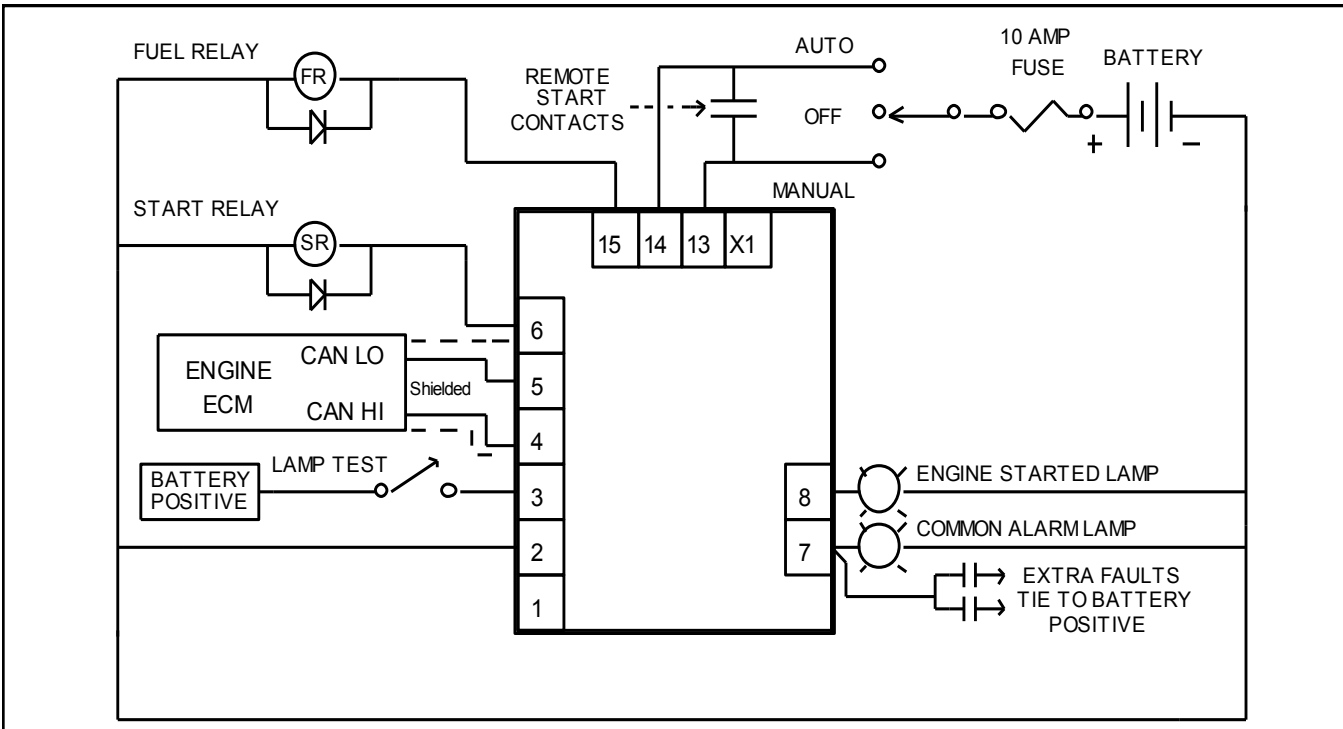 FUEL RELAY
FR
START RELAY
SR
ENGINE
ECM
CAN LO
CAN HI
Shielded
LAMP TEST
BATTERY
POSITIVE
REMOTE
START
CONTACTS
AUTO
OFF
MANUAL
10 AMP
FUSE
BATTERY
+
−
15 14 13 X1
6
5
4
3
2
1
8
7
ENGINE STARTED LAMP
COMMON ALARM LAMP
EXTRA FAULTS
TIE TO BATTERY
POSITIVE